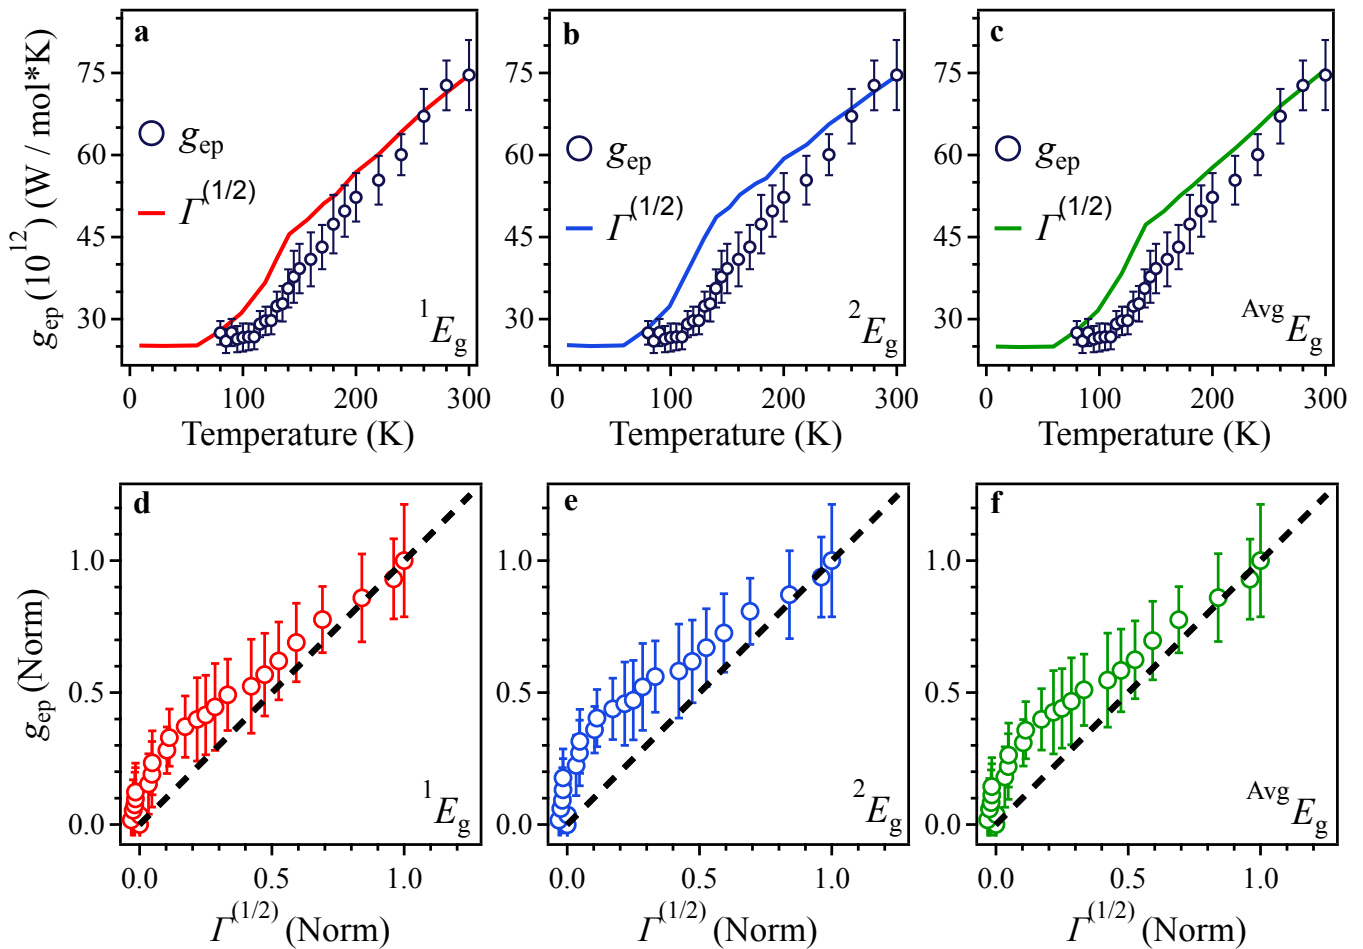 a
b
c
75
60
45
30
g_ep (10^12) (W / mol*K)
g_ep
Γ^(1/2)
^1E_g
0
100
200
300
Temperature (K)
75
60
45
30
g_ep
Γ^(1/2)
^2E_g
0
100
200
300
Temperature (K)
75
60
45
30
g_ep
Γ^(1/2)
^Avg E_g
0
100
200
300
Temperature (K)
d
e
f
1.0
0.5
0.0
g_ep (Norm)
^1E_g
0.0
0.5
1.0
Γ^(1/2) (Norm)
1.0
0.5
0.0
^2E_g
0.0
0.5
1.0
Γ^(1/2) (Norm)
1.0
0.5
0.0
^Avg E_g
0.0
0.5
1.0
Γ^(1/2) (Norm)